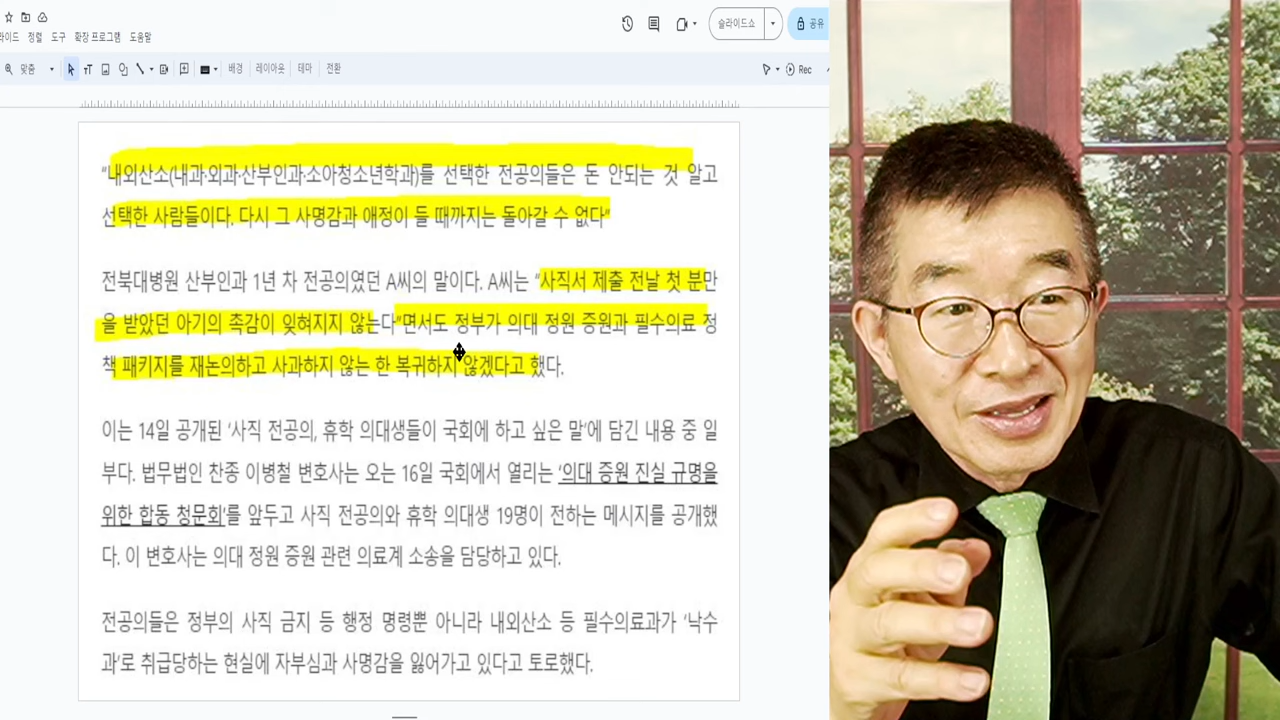 라이드 정렬 도구 확장 프로그램 도움말
슬라이드쇼
공유
맞춤
배경 레이아웃 테마 전환
Rec
“내외산소(내과·외과·산부인과·소아청소년학과)를 선택한 전공의들은 돈 안되는 것 알고
선택한 사람들이다. 다시 그 사명감과 애정이 들 때까지는 돌아갈 수 없다”
전북대병원 산부인과 1년 차 전공의였던 A씨의 말이다. A씨는 “사직서 제출 전날 첫 분만
을 받았던 아기의 촉감이 잊혀지지 않는다”면서도 정부가 의대 정원 증원과 필수의료 정
책 패키지를 재논의하고 사과하지 않는 한 복귀하지 않겠다고 했다.
이는 14일 공개된 ‘사직 전공의, 휴학 의대생들이 국회에 하고 싶은 말’에 담긴 내용 중 일
부다. 법무법인 찬종 이병철 변호사는 오는 16일 국회에서 열리는 ‘의대 증원 진실 규명을
위한 합동 청문회’를 앞두고 사직 전공의와 휴학 의대생 19명이 전하는 메시지를 공개했
다. 이 변호사는 의대 정원 증원 관련 의료게 소송을 담당하고 있다.
전공의들은 정부의 사직 금지 등 행정 명령뿐 아니라 내외산소 등 필수의료과가 ‘낙수
과’로 취급당하는 현실에 자부심과 사명감을 잃어가고 있다고 토로했다.